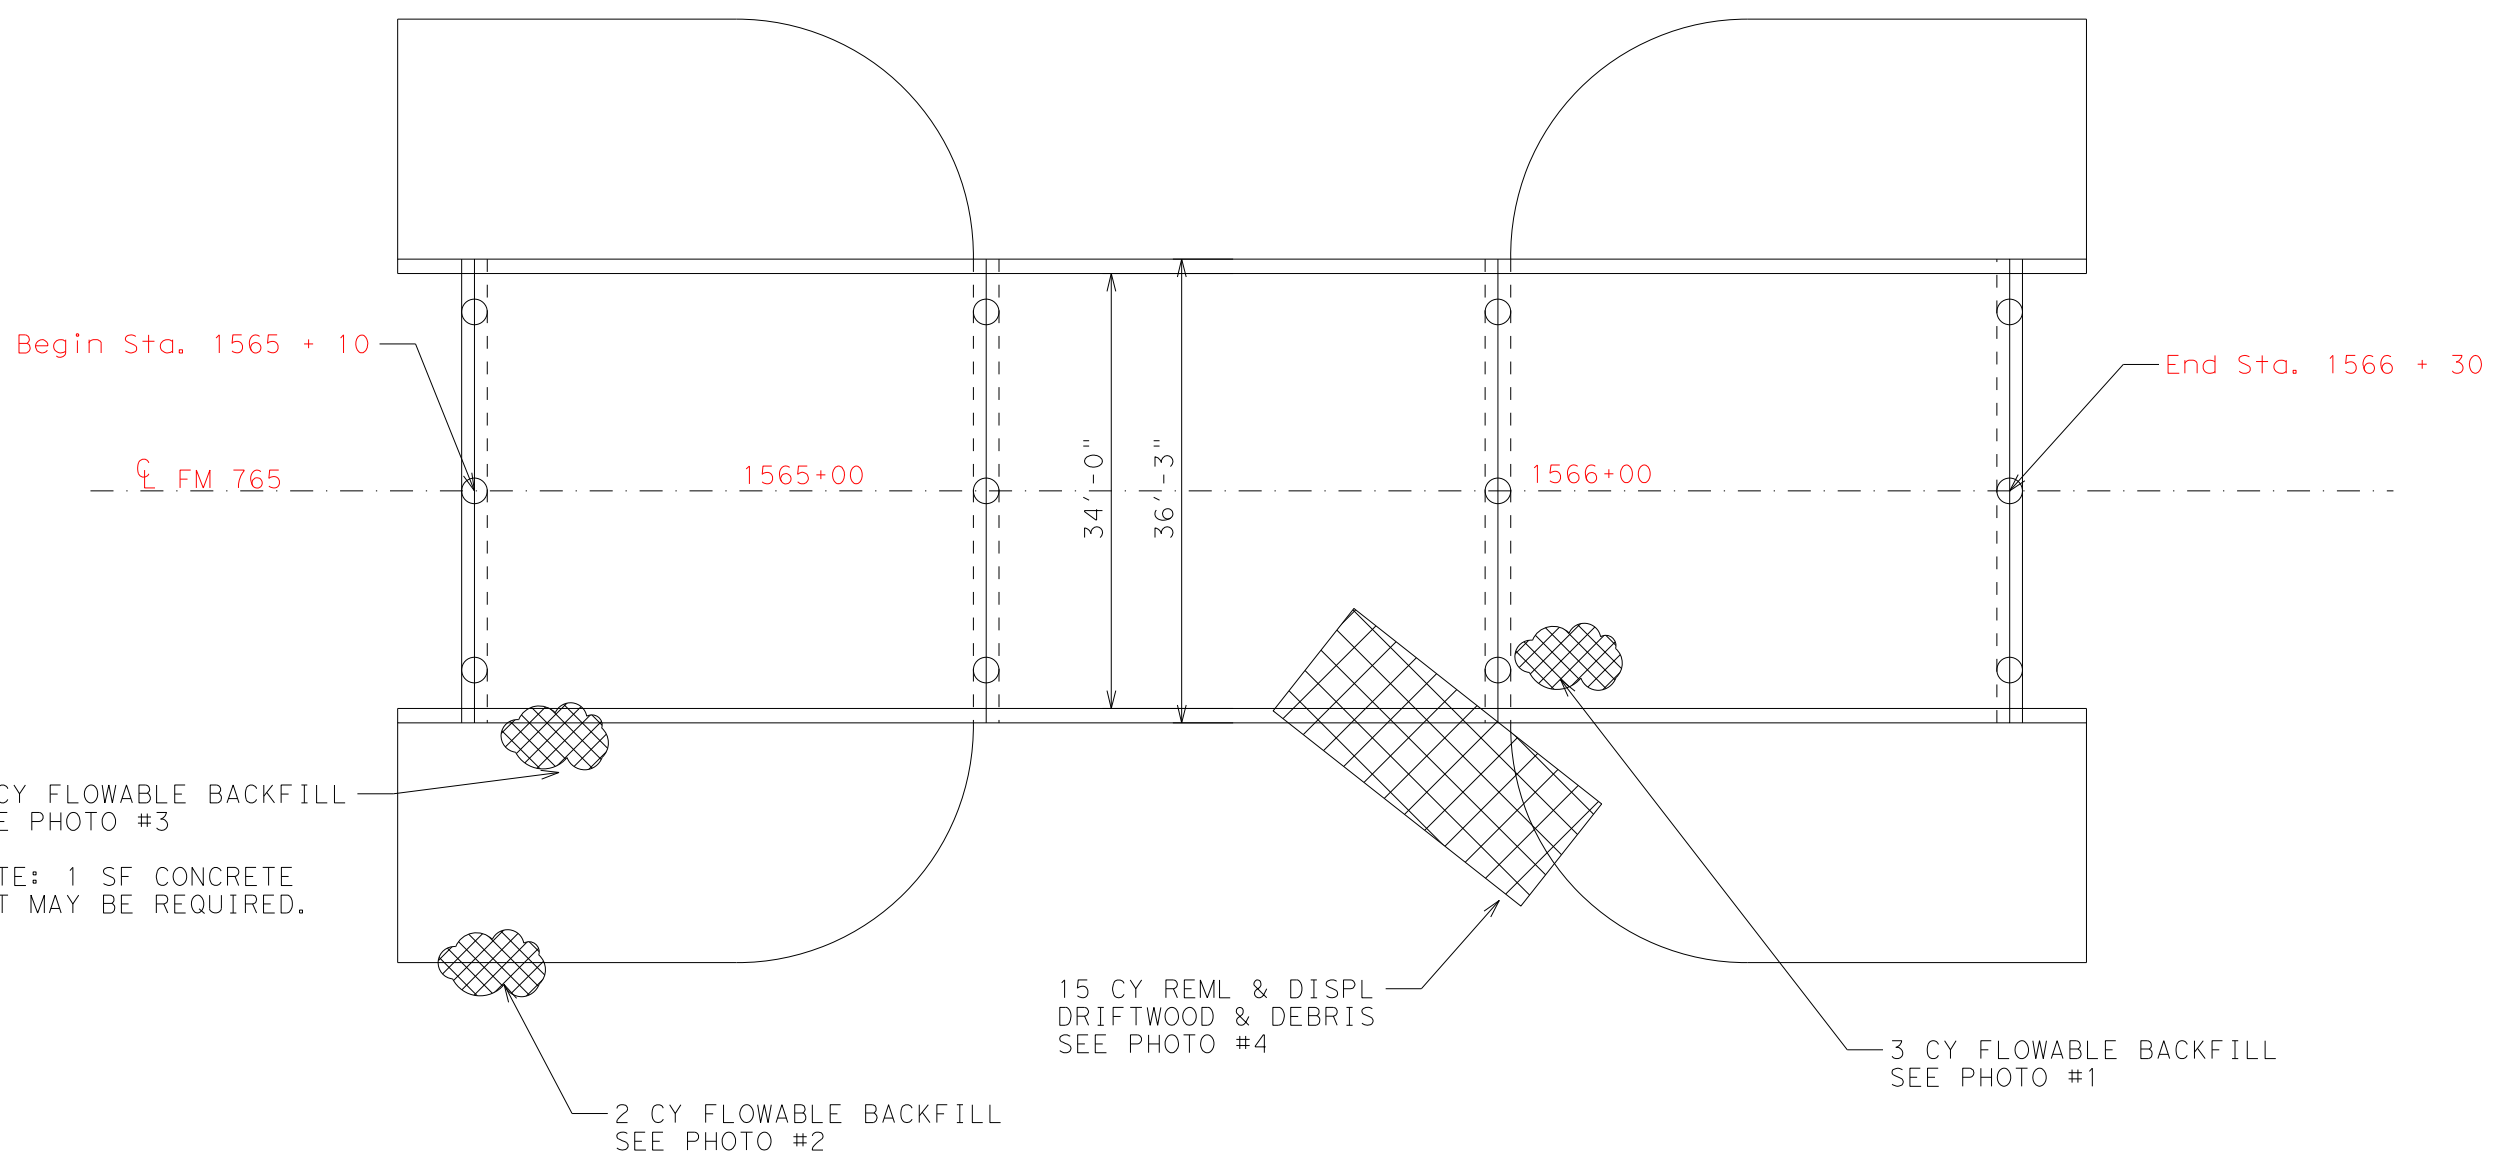 Begin Sta. 1565 + 10
End Sta. 1566 + 30
℄ FM 765
1565+00
1566+00
34'-0"
36'-3"
CY FLOWABLE BACKFILL
PHOTO #3
1 SF CONCRETE
MAY BE REQUIRED.
15 CY REML & DISPL
DRIFTWOOD & DEBRIS
SEE PHOTO #4
3 CY FLOWABLE BACKFILL
SEE PHOTO #1
2 CY FLOWABLE BACKFILL
SEE PHOTO #2